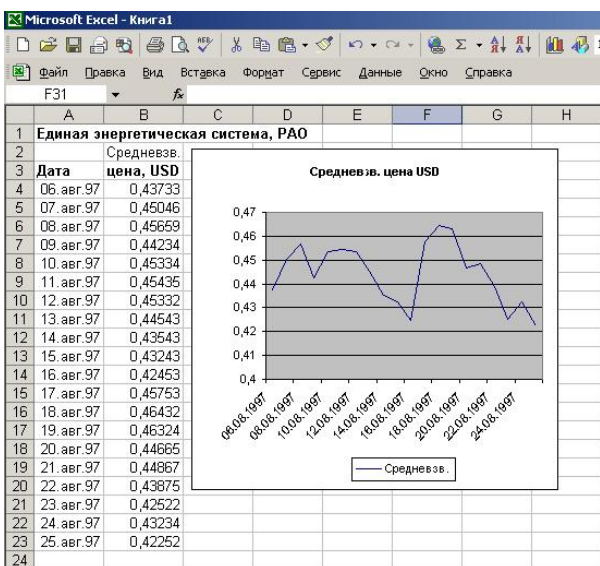 Microsoft Excel - Книга1
Файл Правка Вид Вставка Формат Сервис Данные Окно Справка
F31 fx
A B C D E F G H
1 Единая энергетическая система, РАО
2 Средневзв.
3 Дата цена, USD
4 06.авг.97 0,43733
5 07.авг.97 0,45046
6 08.авг.97 0,45659
7 09.авг.97 0,44234
8 10.авг.97 0,45334
9 11.авг.97 0,45435
10 12.авг.97 0,45332
11 13.авг.97 0,44543
12 14.авг.97 0,43543
13 15.авг.97 0,43243
14 16.авг.97 0,42453
15 17.авг.97 0,45753
16 18.авг.97 0,46432
17 19.авг.97 0,46324
18 20.авг.97 0,44665
19 21.авг.97 0,44867
20 22.авг.97 0,43875
21 23.авг.97 0,42522
22 24.авг.97 0,43234
23 25.авг.97 0,42252
24
Средневзв. цена USD
0,47
0,46
0,45
0,44
0,43
0,42
0,41
0,4
06.08.1997 08.08.1997 10.08.1997 12.08.1997 14.08.1997 16.08.1997 18.08.1997 20.08.1997 22.08.1997 24.08.1997
Средневзв.